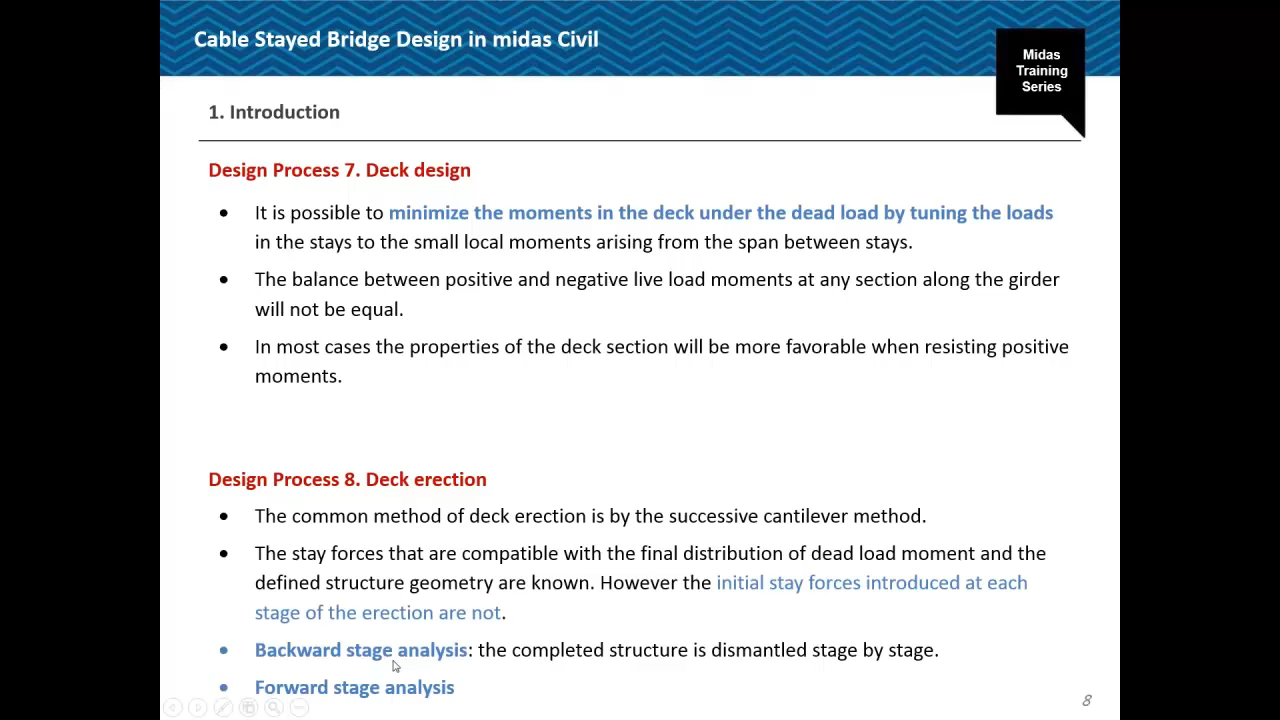 Cable Stayed Bridge Design in midas Civil
Midas
Training
Series
1. Introduction
Design Process 7. Deck design
• It is possible to minimize the moments in the deck under the dead load by tuning the loads
in the stays to the small local moments arising from the span between stays.
• The balance between positive and negative live load moments at any section along the girder
will not be equal.
• In most cases the properties of the deck section will be more favorable when resisting positive
moments.
Design Process 8. Deck erection
• The common method of deck erection is by the successive cantilever method.
• The stay forces that are compatible with the final distribution of dead load moment and the
defined structure geometry are known. However the initial stay forces introduced at each
stage of the erection are not.
• Backward stage analysis: the completed structure is dismantled stage by stage.
• Forward stage analysis
8